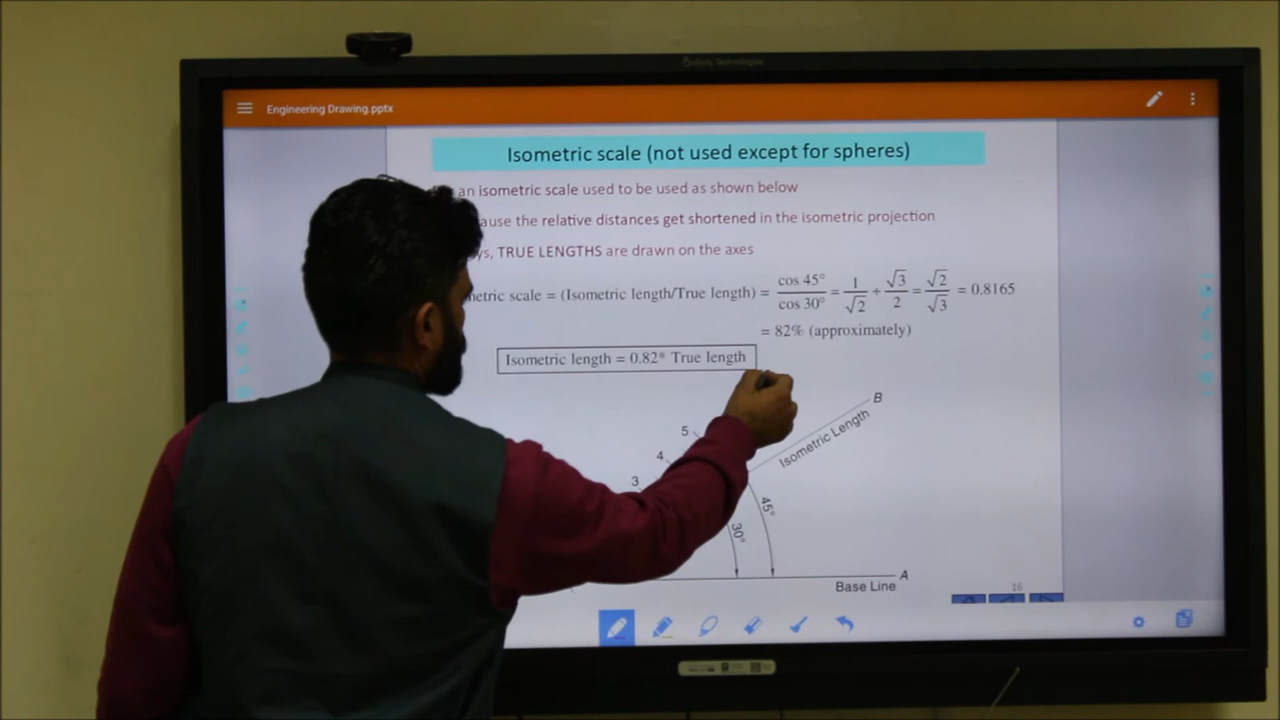 Engineering Drawing.pptx
Isometric scale (not used except for spheres)
an isometric scale used to be used as shown below
the relative distances get shortened in the isometric projection
TRUE LENGTHS are drawn on the axes
scale = (Isometric length/True length) = cos 45° / cos 30° = 1/√2 ÷ √3/2 = √2/√3 = 0.8165
= 82% (approximately)
Isometric length = 0.82* True length
B
Isometric Length
5
4
3
45°
30°
A
Base Line
16